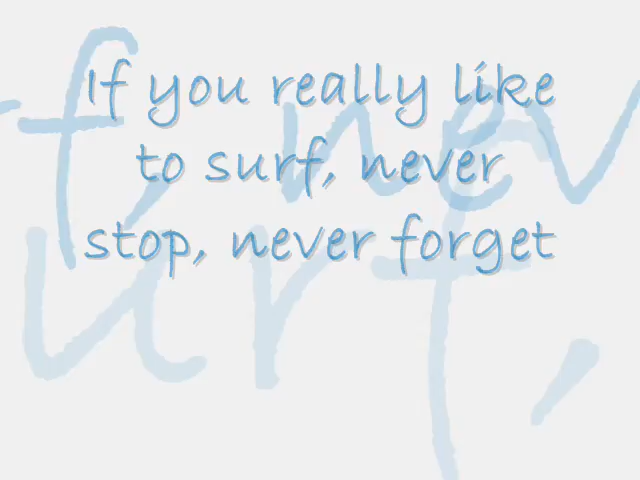 If you really like
to surf, never
stop, never forget